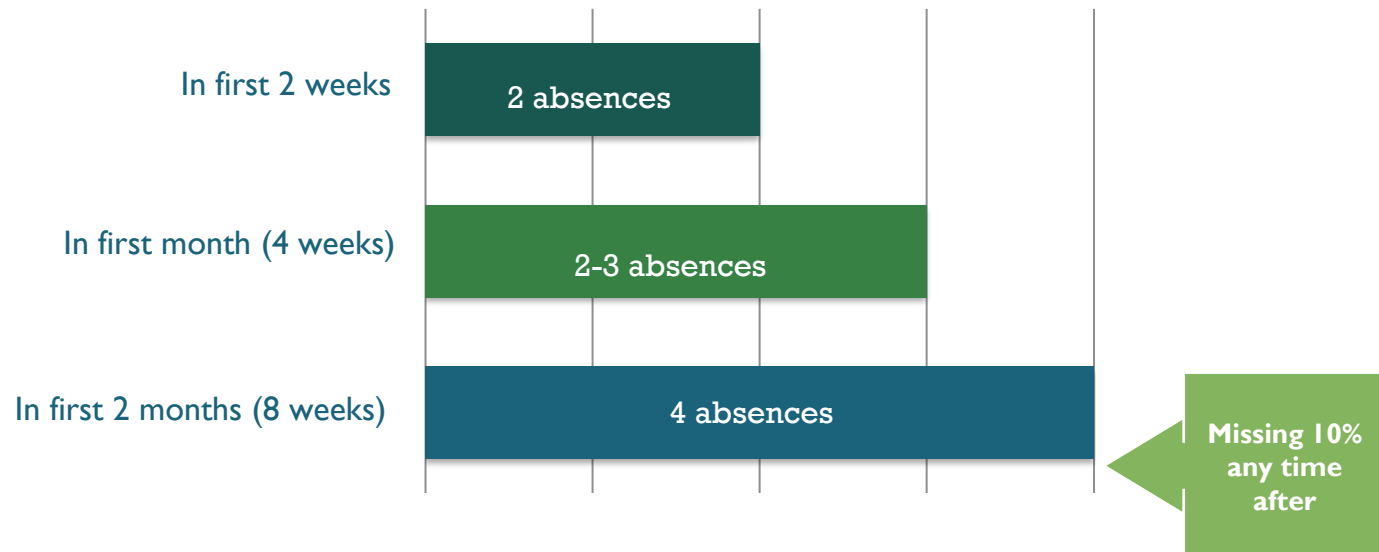 In first 2 weeks
2 absences
In first month (4 weeks)
2-3 absences
In first 2 months (8 weeks)
4 absences
Missing 10%
any time
after